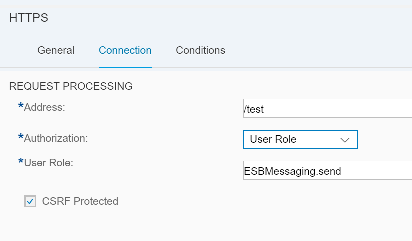 HTTPS
General Connection Conditions
REQUEST PROCESSING
*Address: /test
*Authorization: User Role
*User Role: ESBMessaging.send
CSRF Protected